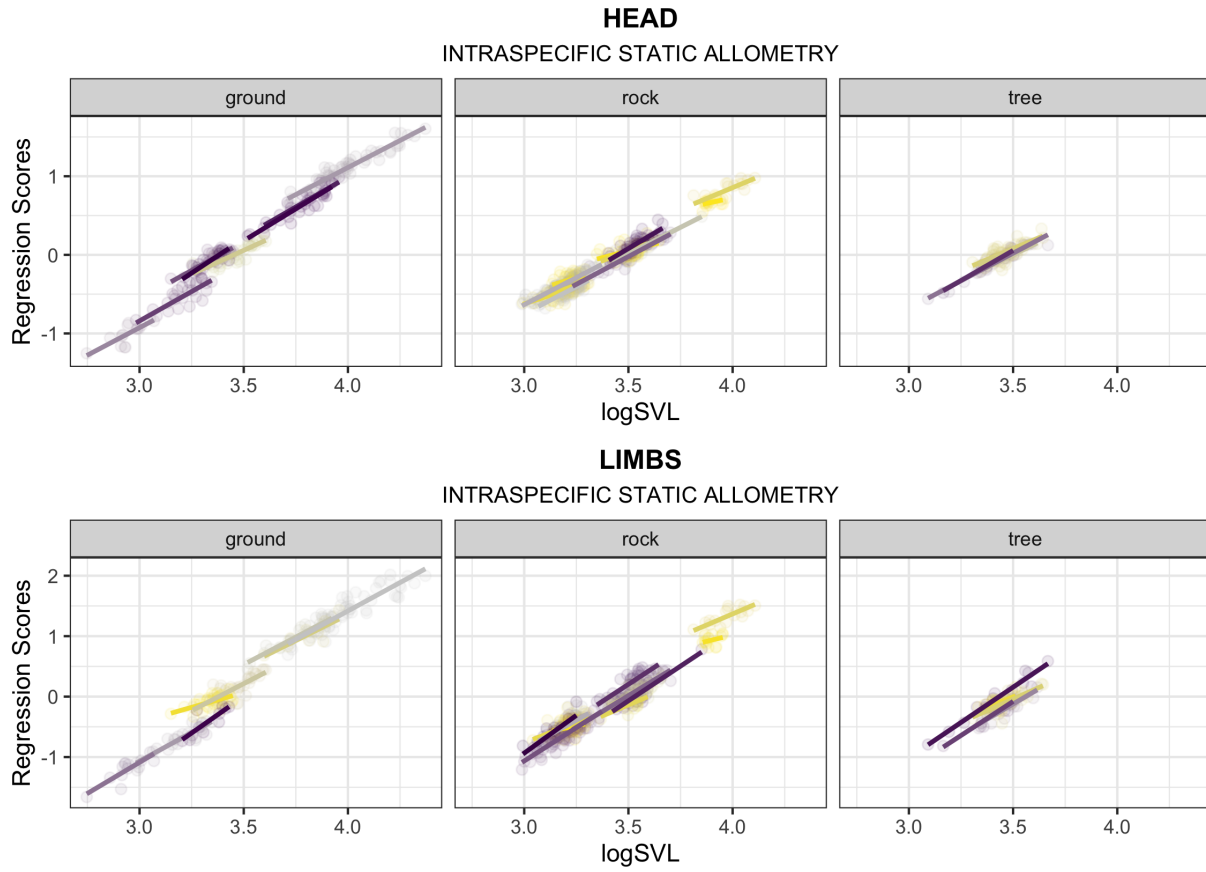 HEAD
INTRASPECIFIC STATIC ALLOMETRY
ground rock tree
Regression Scores
1
0
-1
3.0 3.5 4.0 3.0 3.5 4.0 3.0 3.5 4.0
logSVL
LIMBS
INTRASPECIFIC STATIC ALLOMETRY
ground rock tree
Regression Scores
2
1
0
-1
3.0 3.5 4.0 3.0 3.5 4.0 3.0 3.5 4.0
logSVL